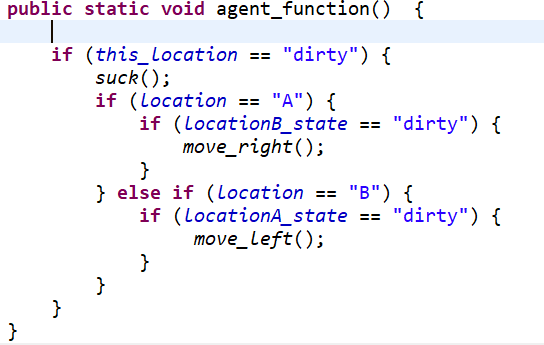 public static void agent_function()  {
if (this_location == "dirty") {
suck();
if (location == "A") {
if (locationB_state == "dirty") {
move_right();
}
} else if (location == "B") {
if (locationA_state == "dirty") {
move_left();
}
}
}
}